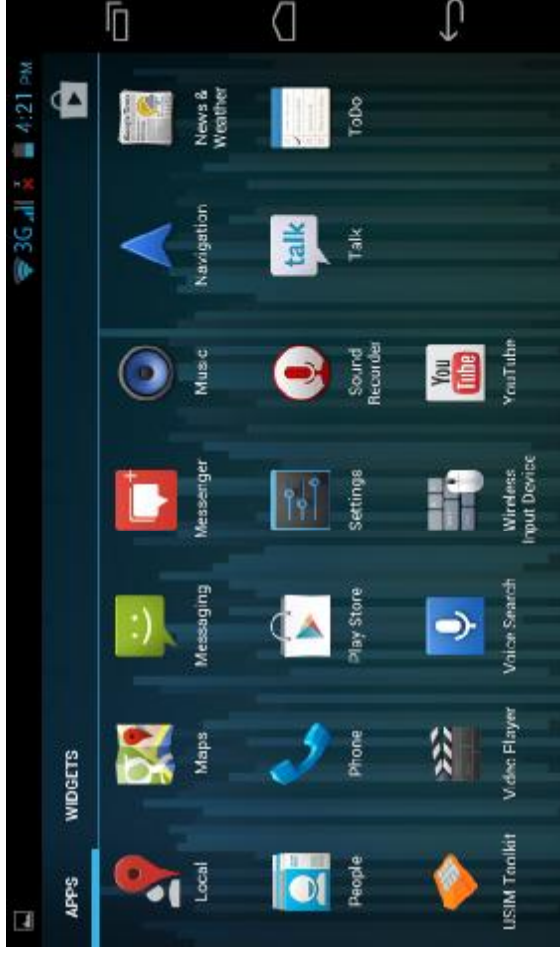 3G 4:21 PM
APPS WIDGETS
Local Maps Messaging Messenger Music Navigation News &
Weather
talk
People Phone Play Store Settings Sound
Recorder Talk ToDo
You
Tube
USIM Toolkit Video Player Voice Search Wireless
Input Device YouTube